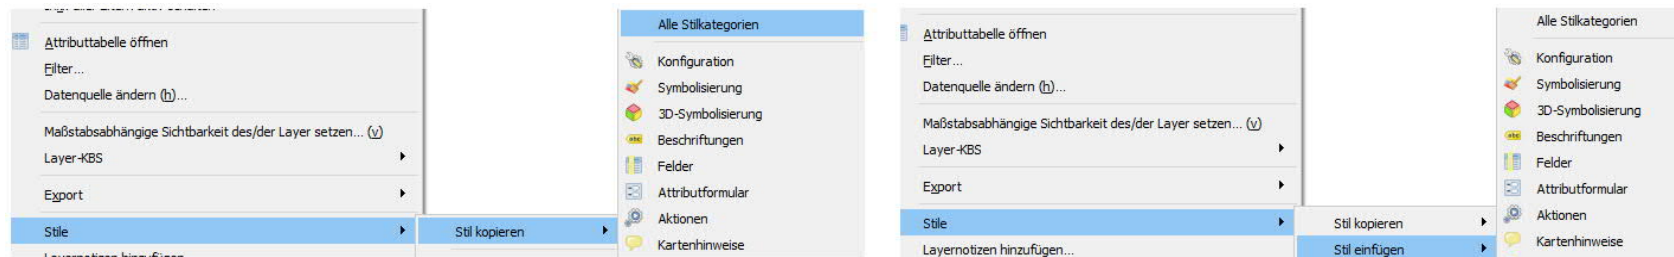 Attributtabelle öffnen
Filter...
Datenquelle ändern (h)...
Maßstabsabhängige Sichtbarkeit des/der Layer setzen... (v)
Layer-KBS
Export
Stile
Stil kopieren
Alle Stilkategorien
Konfiguration
Symbolisierung
3D-Symbolisierung
Beschriftungen
Felder
Attributformular
Aktionen
Kartenhinweise
Attributtabelle öffnen
Filter...
Datenquelle ändern (h)...
Maßstabsabhängige Sichtbarkeit des/der Layer setzen... (v)
Layer-KBS
Export
Stile
Layernotizen hinzufügen...
Stil kopieren
Stil einfügen
Alle Stilkategorien
Konfiguration
Symbolisierung
3D-Symbolisierung
Beschriftungen
Felder
Attributformular
Aktionen
Kartenhinweise